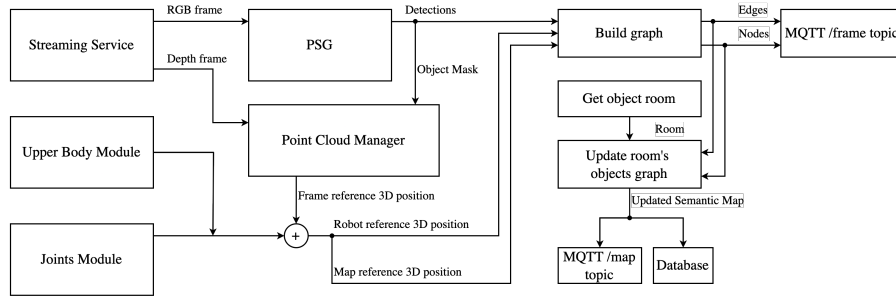 RGB frame
Detections
Edges
Streaming Service
PSG
Build graph
MQTT /frame topic
Nodes
Depth frame
Object Mask
Get object room
Point Cloud Manager
Room
Upper Body Module
Update room's
objects graph
Frame reference 3D position
Updated Semantic Map
Robot reference 3D position
+
Joints Module
Map reference 3D position
MQTT /map
topic
Database